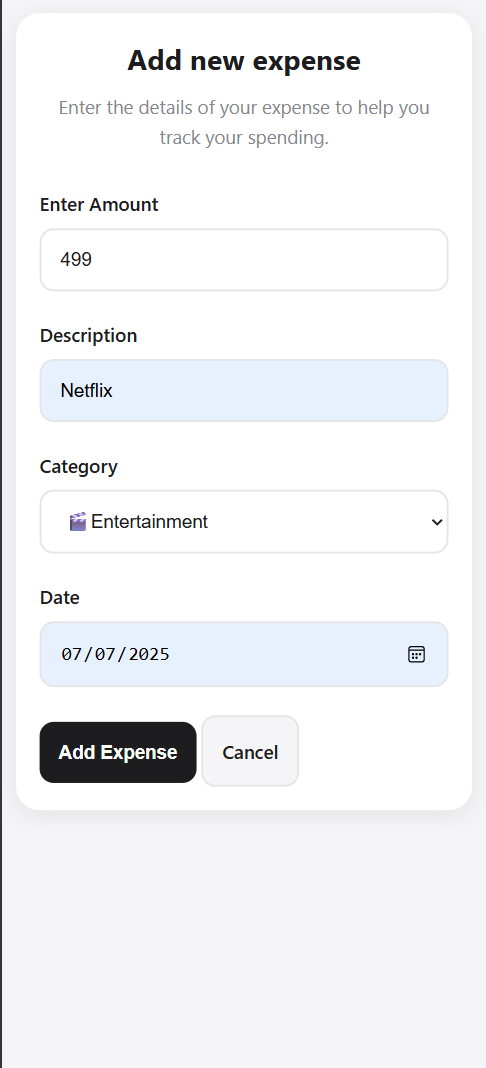 Add new expense
Enter the details of your expense to help you
track your spending.
Enter Amount
499
Description
Netflix
Category
Entertainment
Date
07/07/2025
Add Expense
Cancel